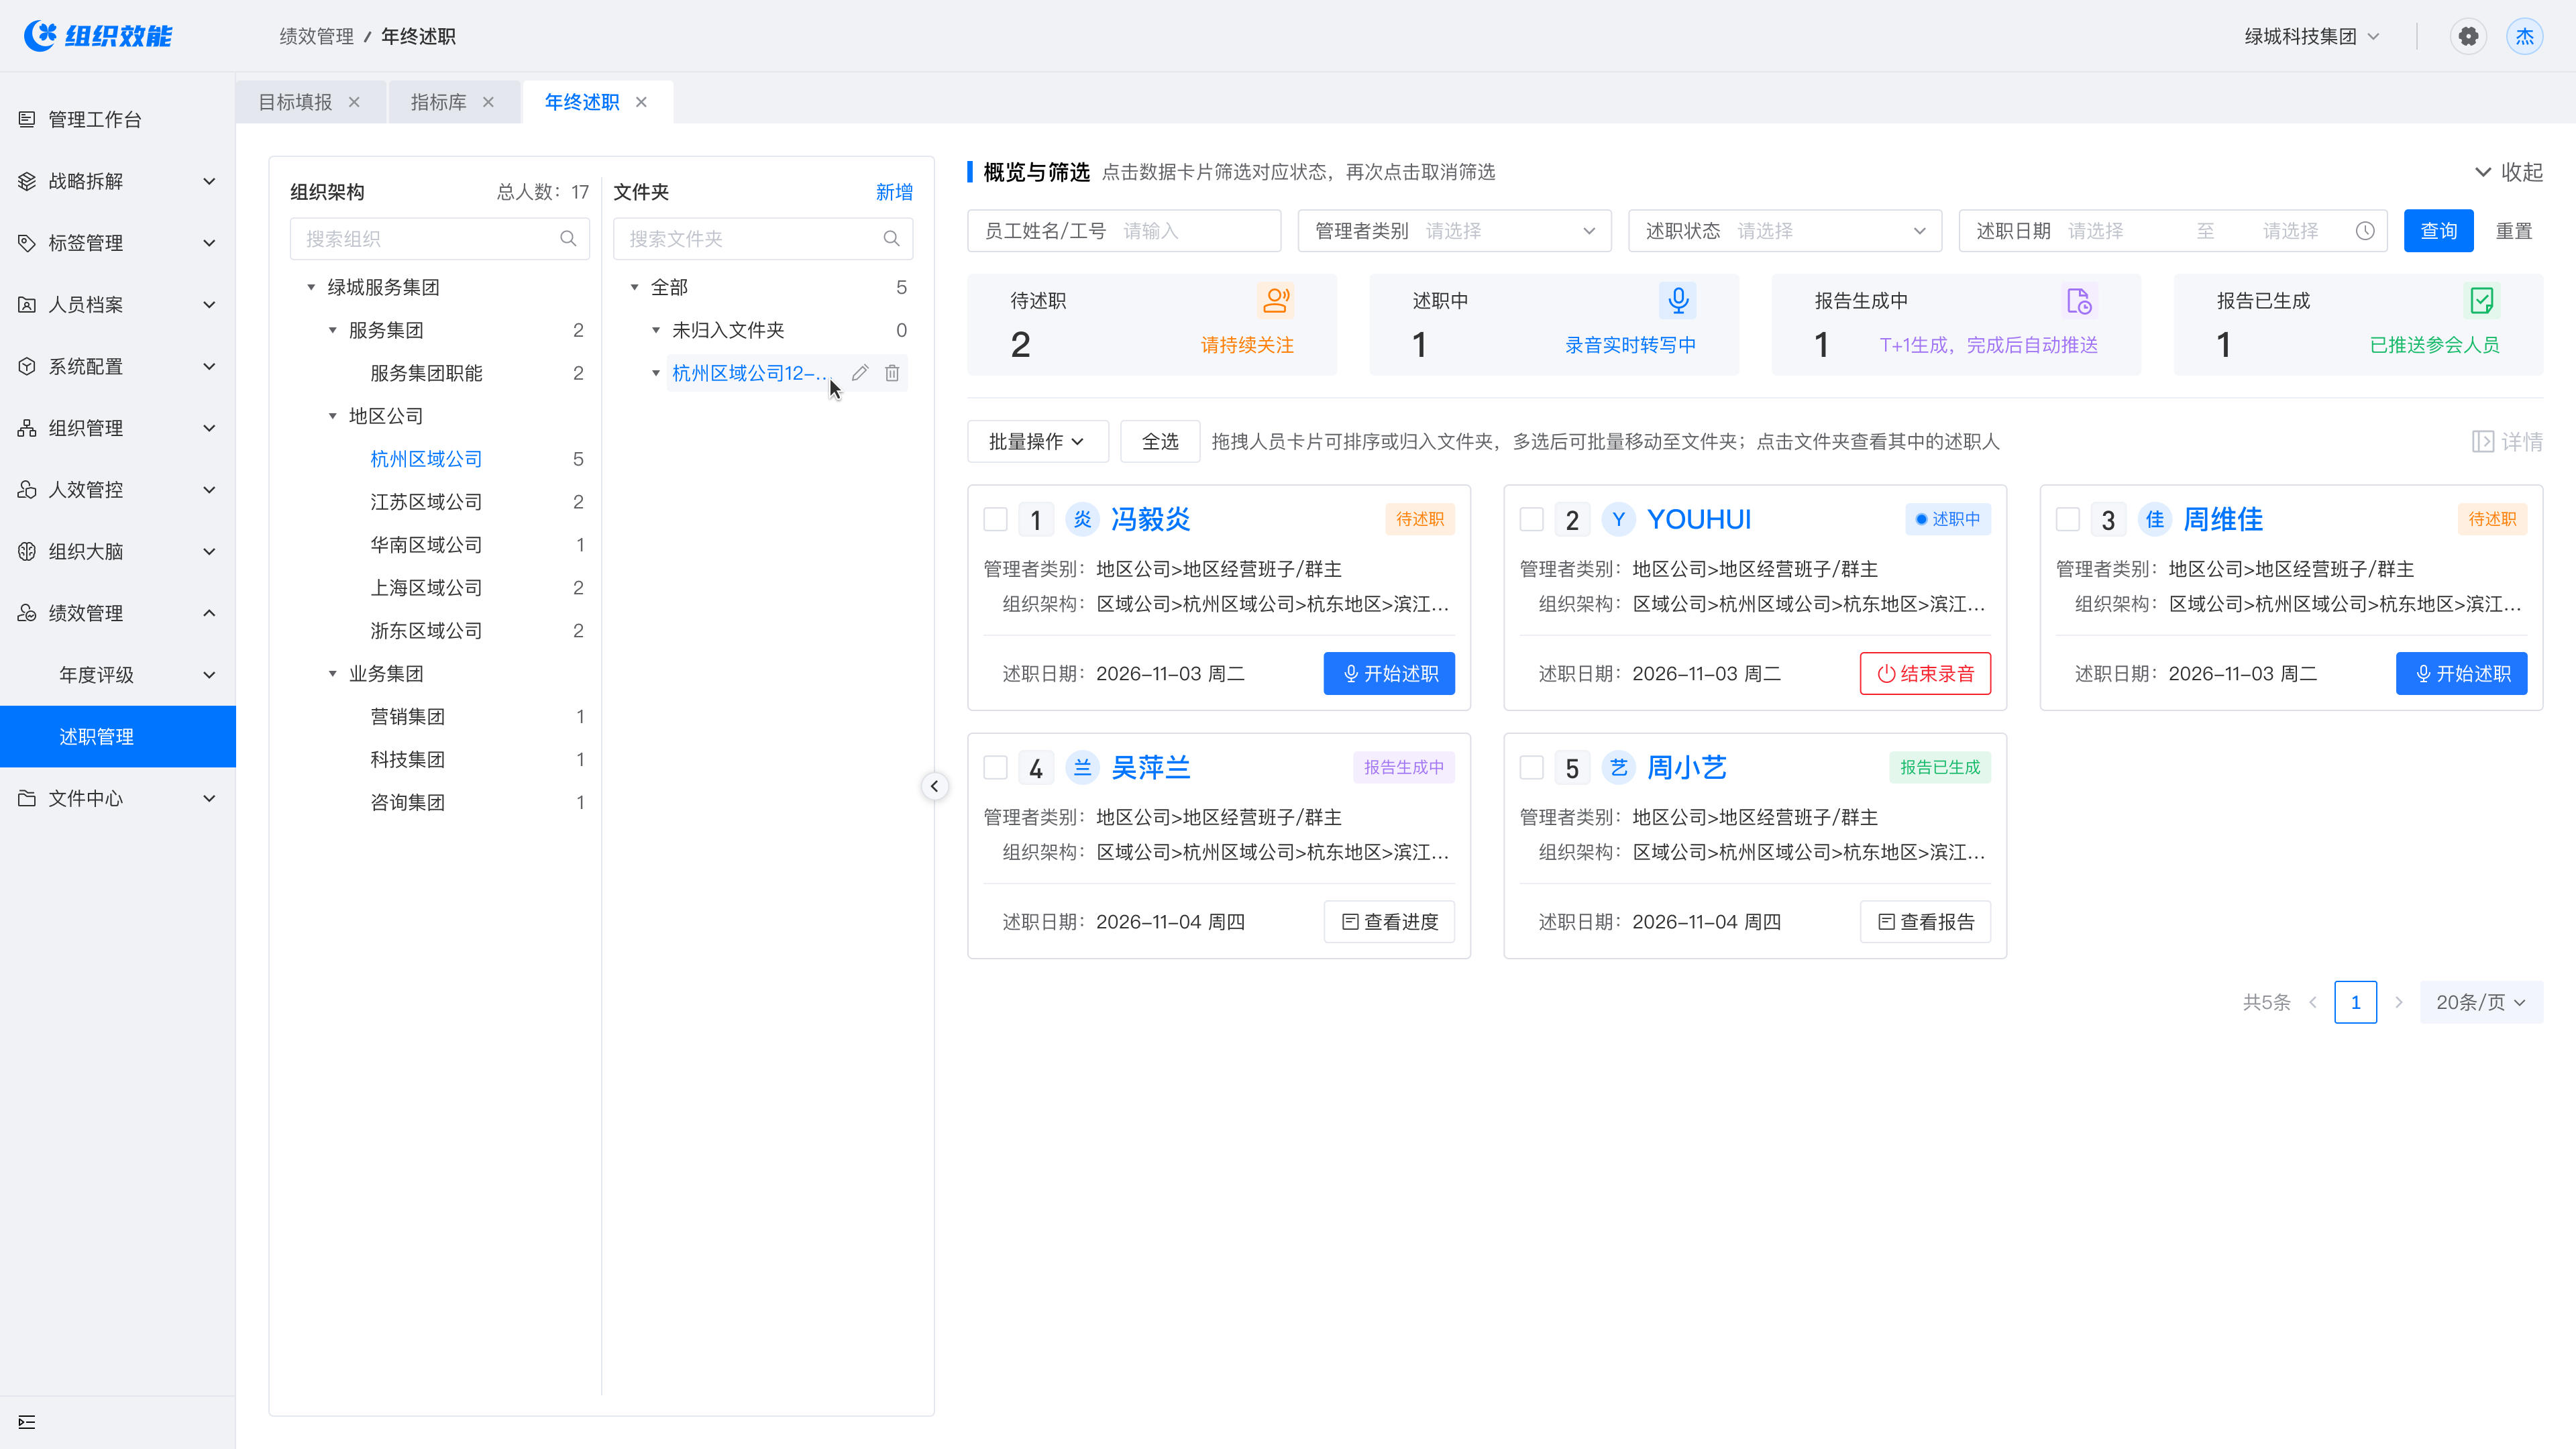 组织效能
绩效管理 / 年终述职
绿城科技集团
杰
目标填报
指标库
年终述职
管理工作台
战略拆解
标签管理
人员档案
系统配置
组织管理
人效管控
组织大脑
绩效管理
年度评级
述职管理
文件中心
组织架构 总人数：17
搜索组织
绿城服务集团
服务集团 2
服务集团职能 2
地区公司
杭州区域公司 5
江苏区域公司 2
华南区域公司 1
上海区域公司 2
浙东区域公司 2
业务集团
营销集团 1
科技集团 1
咨询集团 1
文件夹 新增
搜索文件夹
全部 5
未归入文件夹 0
杭州区域公司12-...
概览与筛选 点击数据卡片筛选对应状态，再次点击取消筛选 收起
员工姓名/工号 请输入 管理者类别 请选择 述职状态 请选择 述职日期 请选择 至 请选择 查询 重置
待述职
2 请持续关注
述职中
1 录音实时转写中
报告生成中
1 T+1生成，完成后自动推送
报告已生成
1 已推送参会人员
批量操作 全选 拖拽人员卡片可排序或归入文件夹，多选后可批量移动至文件夹；点击文件夹查看其中的述职人 详情
1 炎 冯毅炎 待述职
管理者类别：地区公司>地区经营班子/群主
组织架构：区域公司>杭州区域公司>杭东地区>滨江...
述职日期：2026-11-03 周二 开始述职
2 Y YOUHUI 述职中
管理者类别：地区公司>地区经营班子/群主
组织架构：区域公司>杭州区域公司>杭东地区>滨江...
述职日期：2026-11-03 周二 结束录音
3 佳 周维佳 待述职
管理者类别：地区公司>地区经营班子/群主
组织架构：区域公司>杭州区域公司>杭东地区>滨江...
述职日期：2026-11-03 周二 开始述职
4 兰 吴萍兰 报告生成中
管理者类别：地区公司>地区经营班子/群主
组织架构：区域公司>杭州区域公司>杭东地区>滨江...
述职日期：2026-11-04 周四 查看进度
5 艺 周小艺 报告已生成
管理者类别：地区公司>地区经营班子/群主
组织架构：区域公司>杭州区域公司>杭东地区>滨江...
述职日期：2026-11-04 周四 查看报告
共5条 1 20条/页